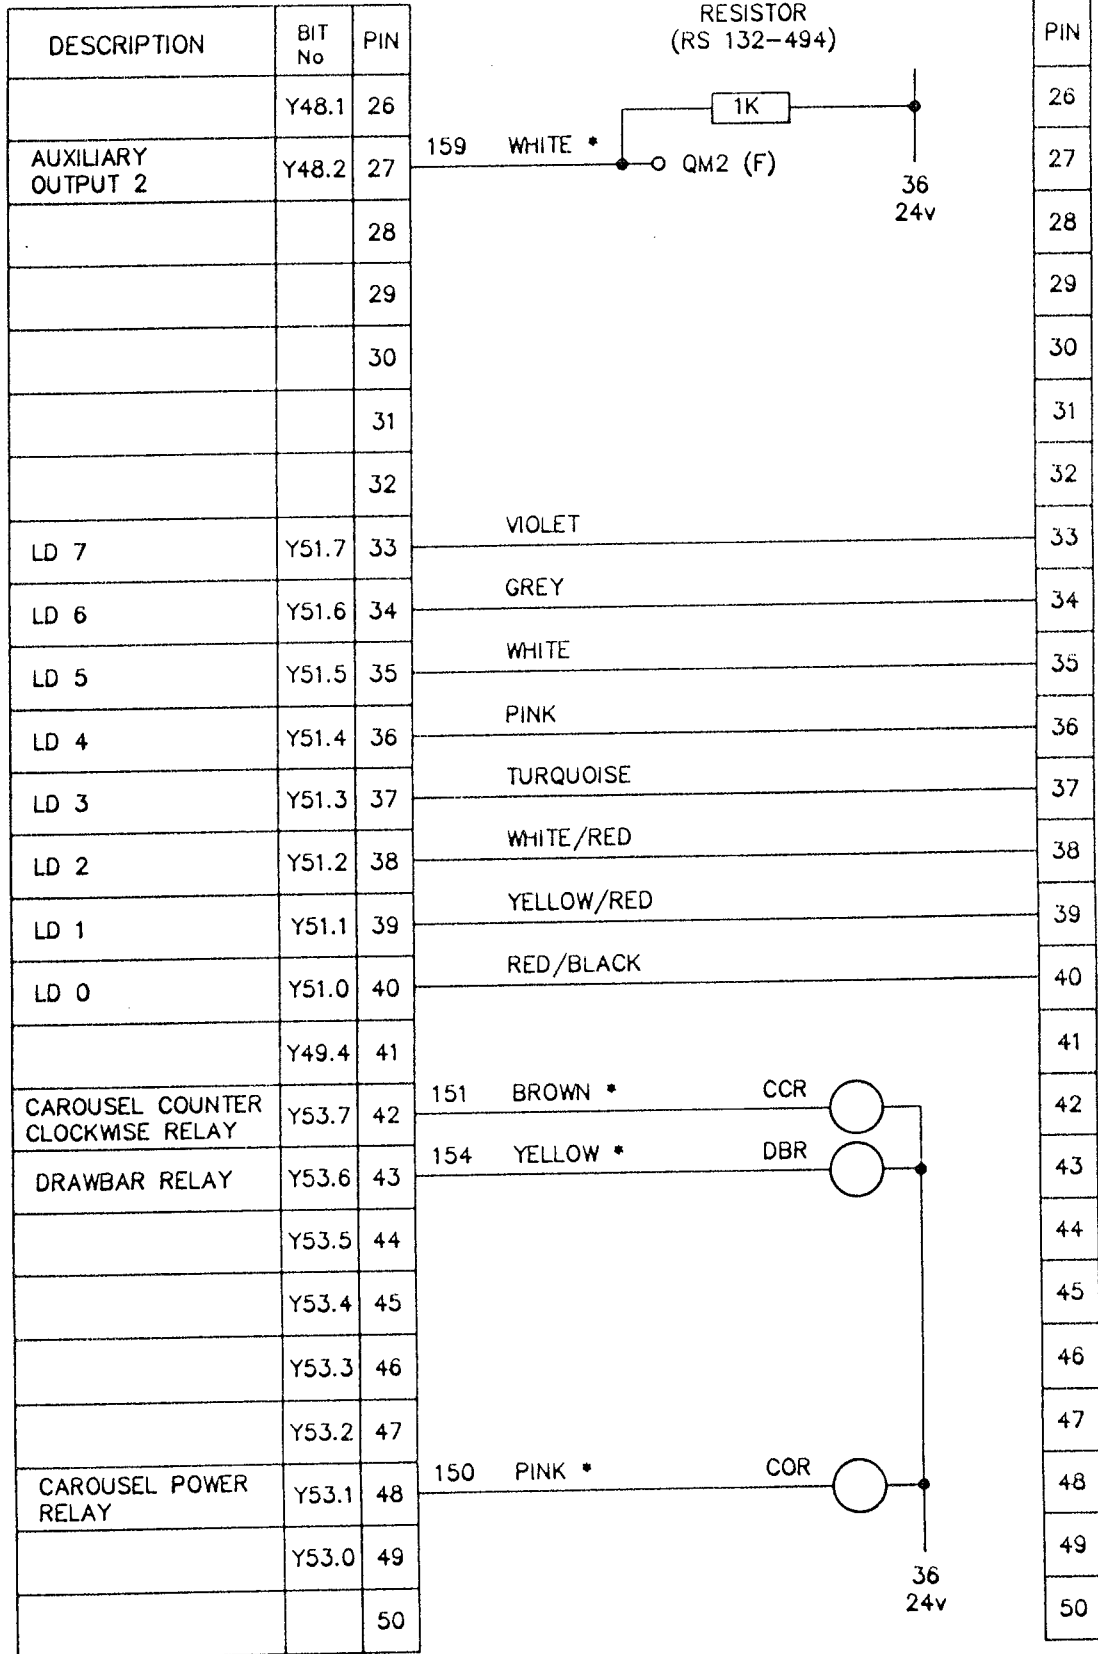 DESCRIPTION BIT No PIN RESISTOR (RS 132-494) PIN
Y48.1 26 1K 26
AUXILIARY OUTPUT 2 Y48.2 27 159 WHITE * QM2 (F) 36 24v 27
28 28
29 29
30 30
31 31
32 32
LD 7 Y51.7 33 VIOLET 33
LD 6 Y51.6 34 GREY 34
LD 5 Y51.5 35 WHITE 35
LD 4 Y51.4 36 PINK 36
LD 3 Y51.3 37 TURQUOISE 37
LD 2 Y51.2 38 WHITE/RED 38
LD 1 Y51.1 39 YELLOW/RED 39
LD 0 Y51.0 40 RED/BLACK 40
Y49.4 41 41
CAROUSEL COUNTER CLOCKWISE RELAY Y53.7 42 151 BROWN * CCR 42
DRAWBAR RELAY Y53.6 43 154 YELLOW * DBR 43
Y53.5 44 44
Y53.4 45 45
Y53.3 46 46
Y53.2 47 47
CAROUSEL POWER RELAY Y53.1 48 150 PINK * COR 48
Y53.0 49 36 24v 49
50 50